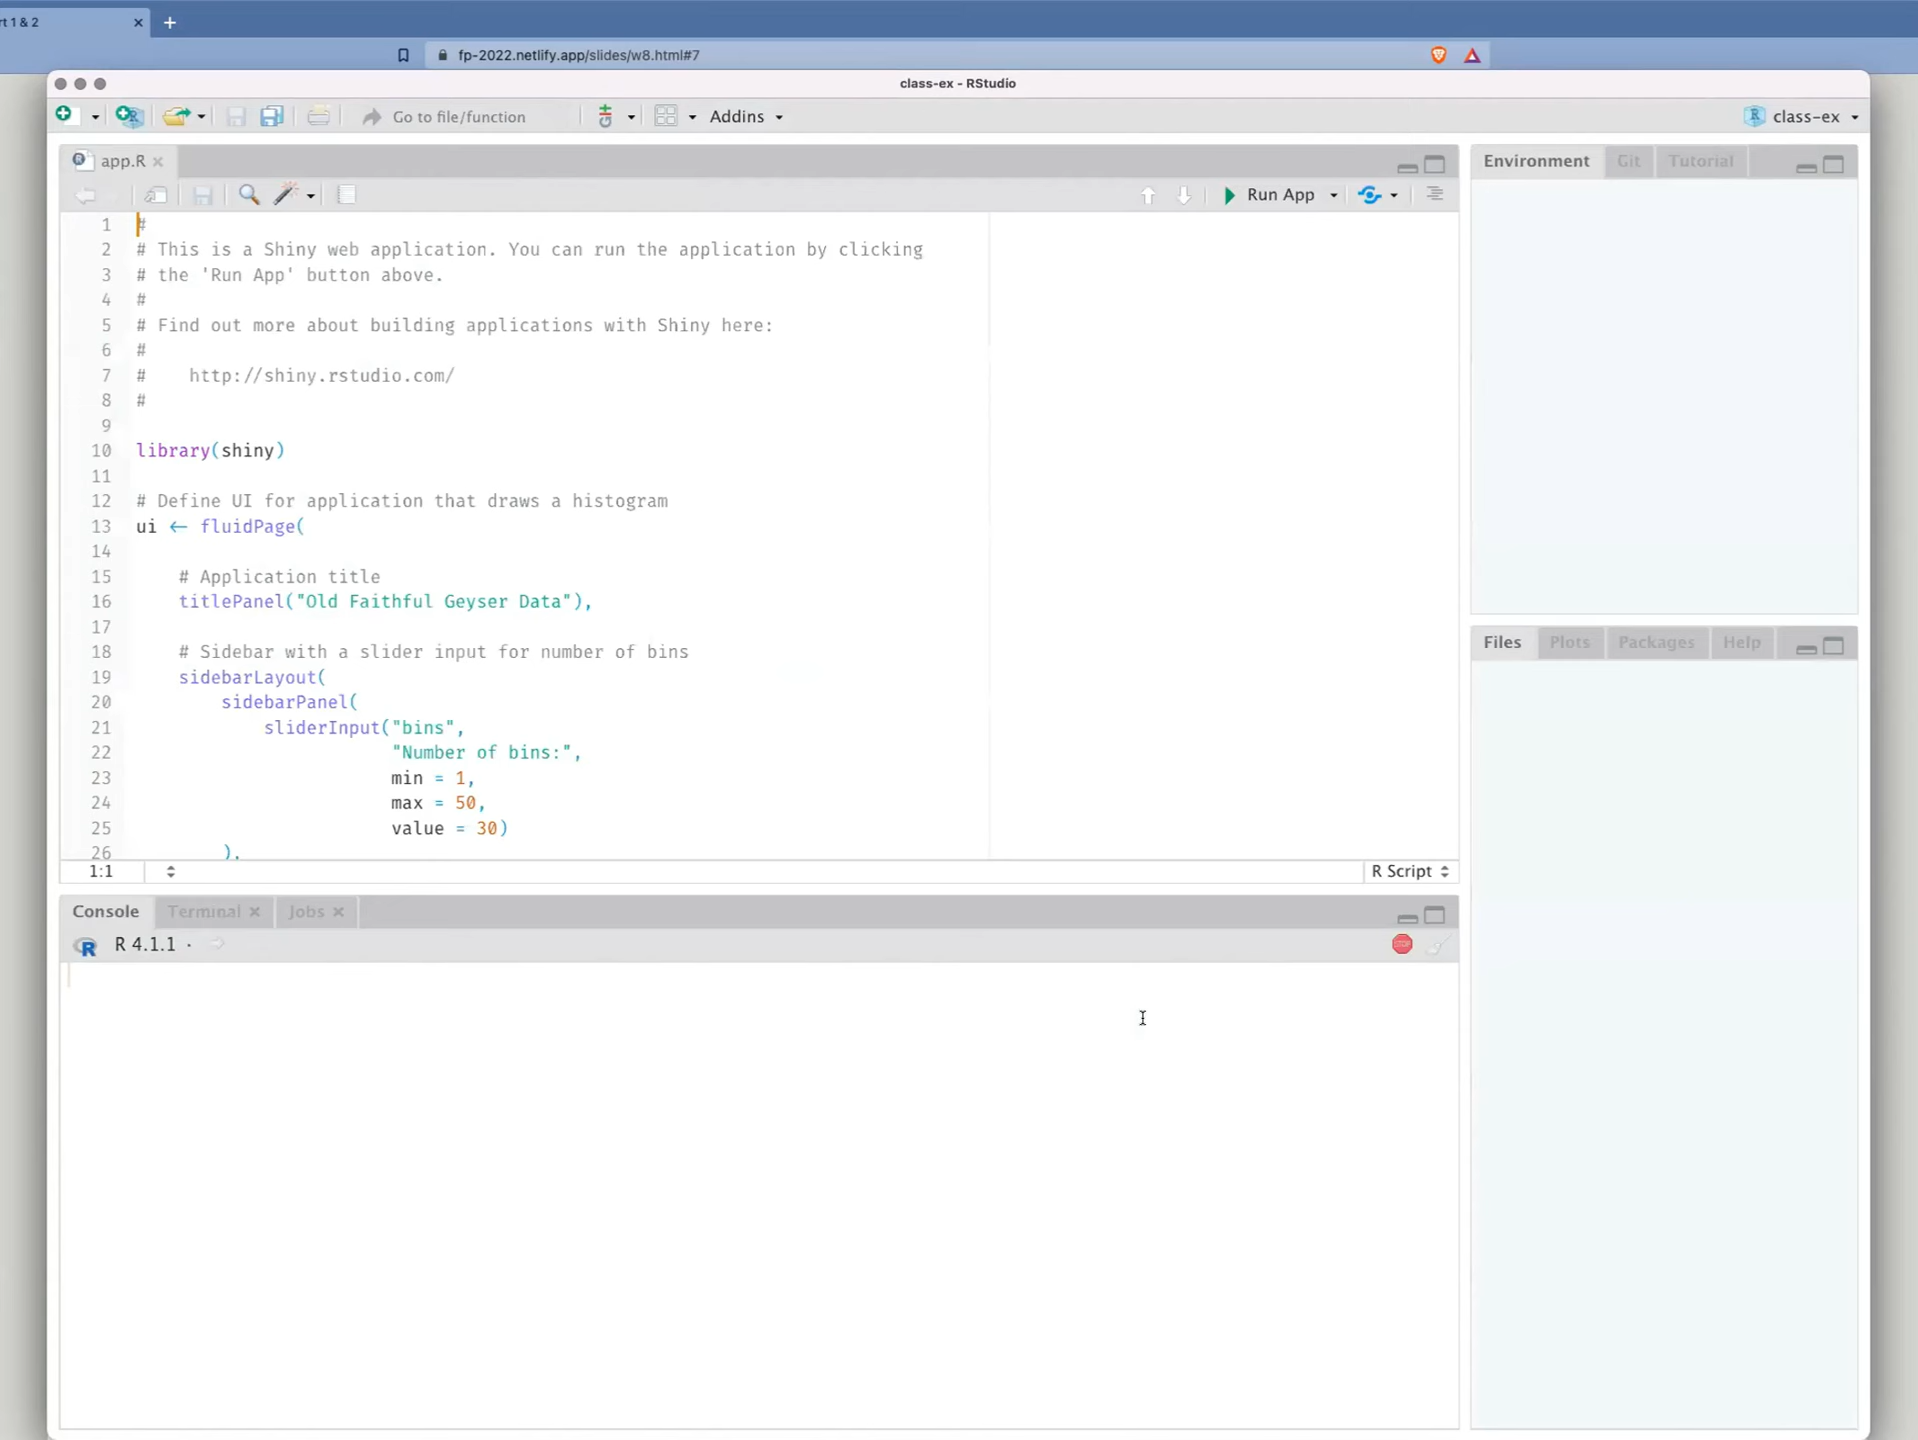 rt 1 & 2
fp-2022.netlify.app/slides/w8.html#7
class-ex - RStudio
Go to file/function
Addins
class-ex
app.R
Run App
1 #
2 # This is a Shiny web application. You can run the application by clicking
3 # the 'Run App' button above.
4 #
5 # Find out more about building applications with Shiny here:
6 #
7 #    http://shiny.rstudio.com/
8 #
9
10 library(shiny)
11
12 # Define UI for application that draws a histogram
13 ui ← fluidPage(
14
15     # Application title
16     titlePanel("Old Faithful Geyser Data"),
17
18     # Sidebar with a slider input for number of bins
19     sidebarLayout(
20         sidebarPanel(
21             sliderInput("bins",
22                         "Number of bins:",
23                         min = 1,
24                         max = 50,
25                         value = 30)
26         ),
1:1
R Script
Console
Terminal
Jobs
R 4.1.1 ·
STOP
Environment
Git
Tutorial
Files
Plots
Packages
Help